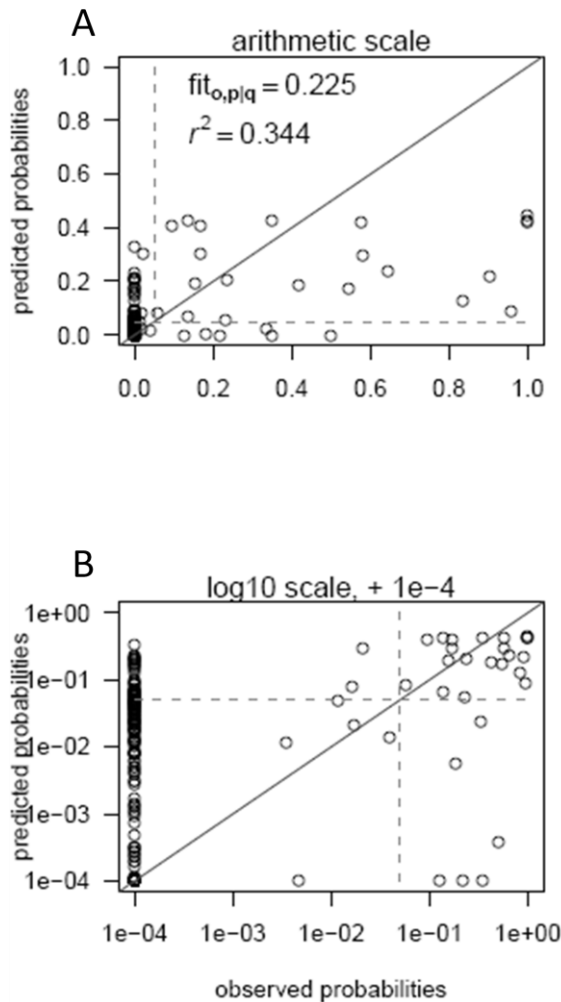 A
arithmetic scale
fito,p|q = 0.225
r2 = 0.344
predicted probabilities
1.0
0.8
0.6
0.4
0.2
0.0
0.0 0.2 0.4 0.6 0.8 1.0
B
log10 scale, + 1e−4
predicted probabilities
1e+00
1e−01
1e−02
1e−03
1e−04
1e−04 1e−03 1e−02 1e−01 1e+00
observed probabilities